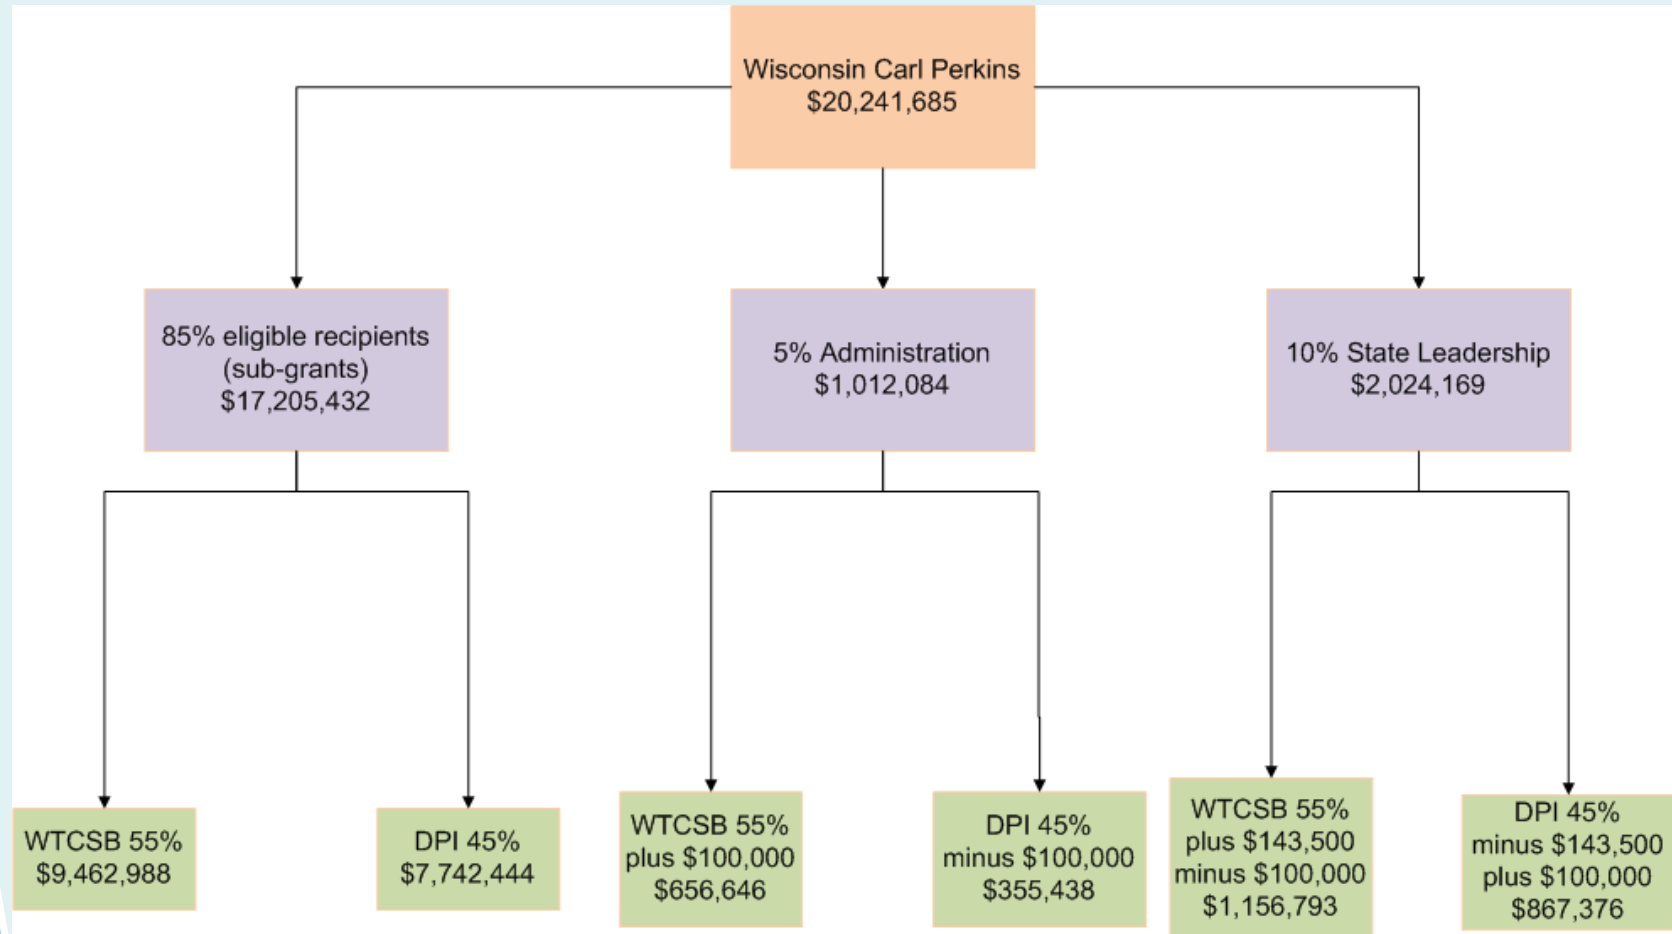 Wisconsin Carl Perkins
$20,241,685
85% eligible recipients
(sub-grants)
$17,205,432
5% Administration
$1,012,084
10% State Leadership
$2,024,169
WTCSB 55%
$9,462,988
DPI 45%
$7,742,444
WTCSB 55%
plus $100,000
$656,646
DPI 45%
minus $100,000
$355,438
WTCSB 55%
plus $143,500
minus $100,000
$1,156,793
DPI 45%
minus $143,500
plus $100,000
$867,376